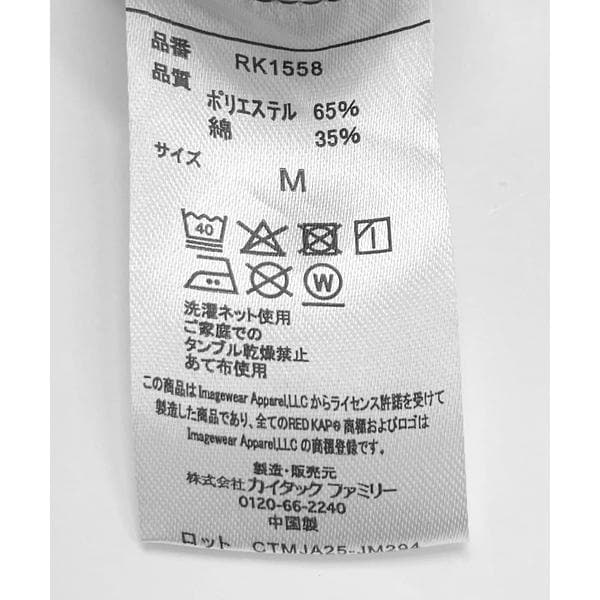 品番 RK1558
品質
ポリエステル 65%
綿 35%
サイズ
M
40
W
洗濯ネット使用
ご家庭での
タンブル乾燥禁止
あて布使用
この商品はImagewear Apparel,LLCからライセンス許諾を受けて
製造した商品であり、全てのRED KAP®商標およびロゴは
Imagewear Apparel,LLCの商標登録です。
製造・販売元
株式会社カイタックファミリー
0120-66-2240
中国製
ロット CTMJA25-JM294